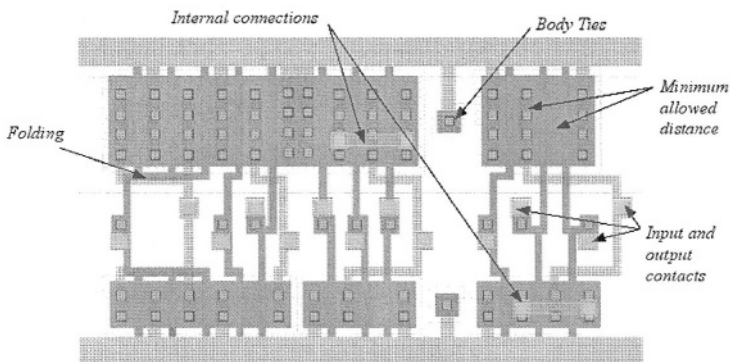 Internal connections
Body Ties
Minimum
allowed
distance
Folding
Input and
output
contacts